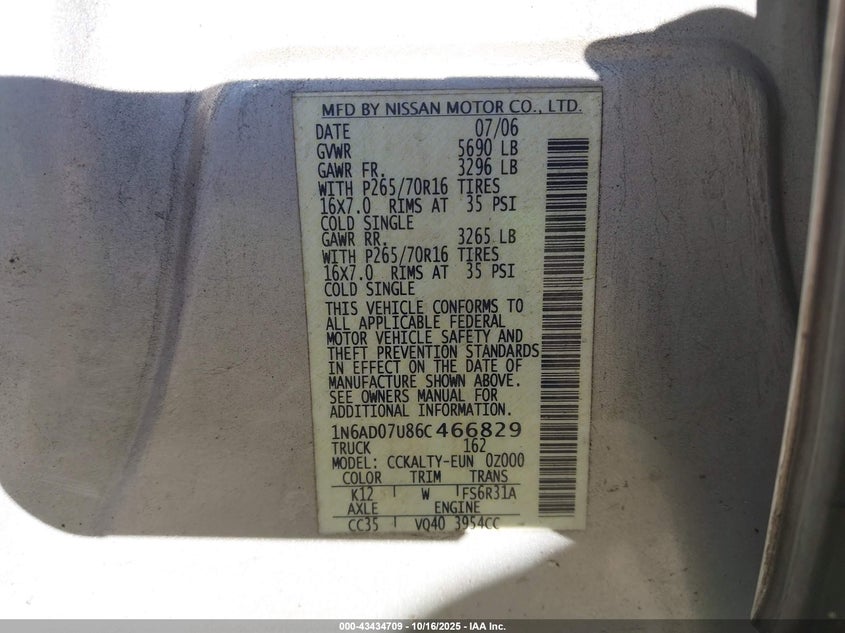 MFD BY NISSAN MOTOR CO., LTD.
DATE 07/06
GVWR 5690 LB
GAWR FR. 3296 LB
WITH P265/70R16 TIRES
16X7.0 RIMS AT 35 PSI
COLD SINGLE
GAWR RR. 3265 LB
WITH P265/70R16 TIRES
16X7.0 RIMS AT 35 PSI
COLD SINGLE
THIS VEHICLE CONFORMS TO
ALL APPLICABLE FEDERAL
MOTOR VEHICLE SAFETY AND
THEFT PREVENTION STANDARDS
IN EFFECT ON THE DATE OF
MANUFACTURE SHOWN ABOVE.
SEE OWNERS MANUAL FOR
ADDITIONAL INFORMATION.
1N6AD07U86C466829
TRUCK 162
MODEL: CCKALTY-EUN 0Z000
COLOR TRIM TRANS
K12 W FS6R31A
AXLE ENGINE
CC35 VQ40 3954CC
000-43434709 - 10/16/2025 - IAA Inc.